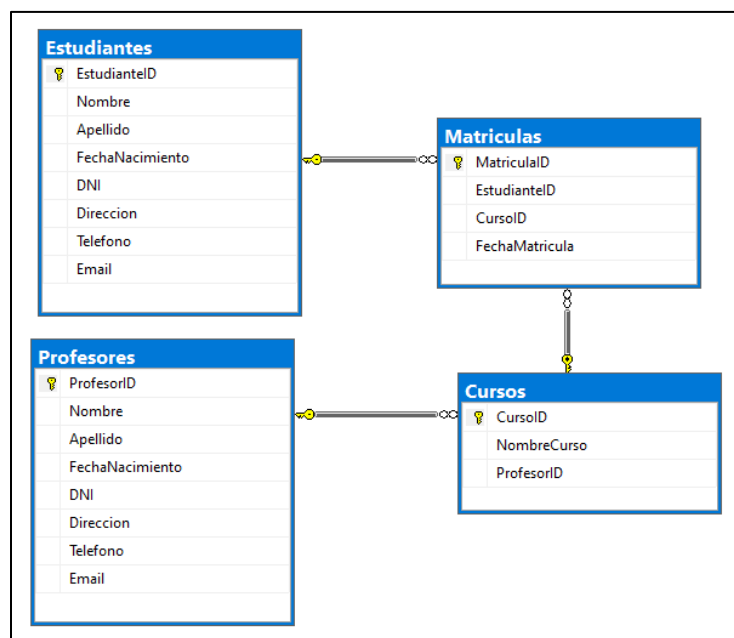 Estudiantes
EstudianteID
Nombre
Apellido
FechaNacimiento
DNI
Direccion
Telefono
Email
Matriculas
MatriculaID
EstudianteID
CursoID
FechaMatricula
Profesores
ProfesorID
Nombre
Apellido
FechaNacimiento
DNI
Direccion
Telefono
Email
Cursos
CursoID
NombreCurso
ProfesorID